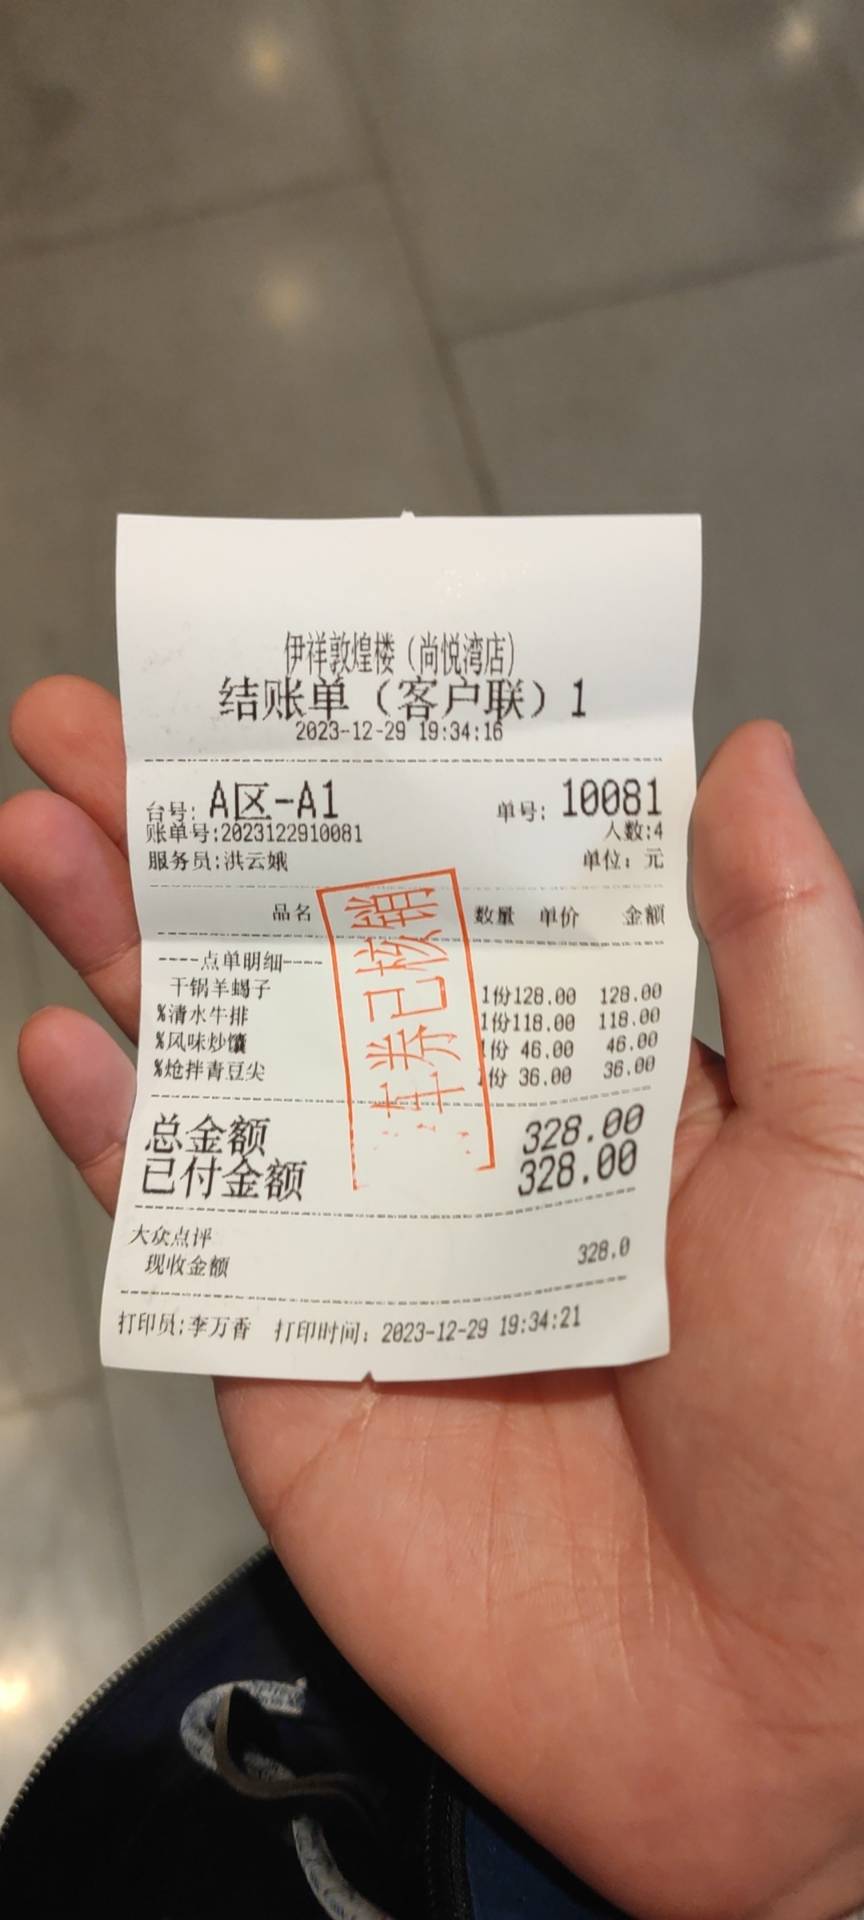 伊祥敦煌楼（尚悦湾店）
结账单（客户联）1
2023-12-29 19:34:16
台号: A区-A1 单号: 10081
账单号:2023122910081 人数:4
服务员:洪云娥 单位: 元
品名 数量 单价 金额
----点单明细----
干锅羊蝎子 1份128.00 128.00
%清水牛排 1份118.00 118.00
%风味炒馕 1份 46.00 46.00
%炝拌青豆尖 1份 36.00 36.00
总金额 328.00
已付金额 328.00
大众点评
现收金额 328.0
打印员:李万香 打印时间: 2023-12-29 19:34:21
车券已核销